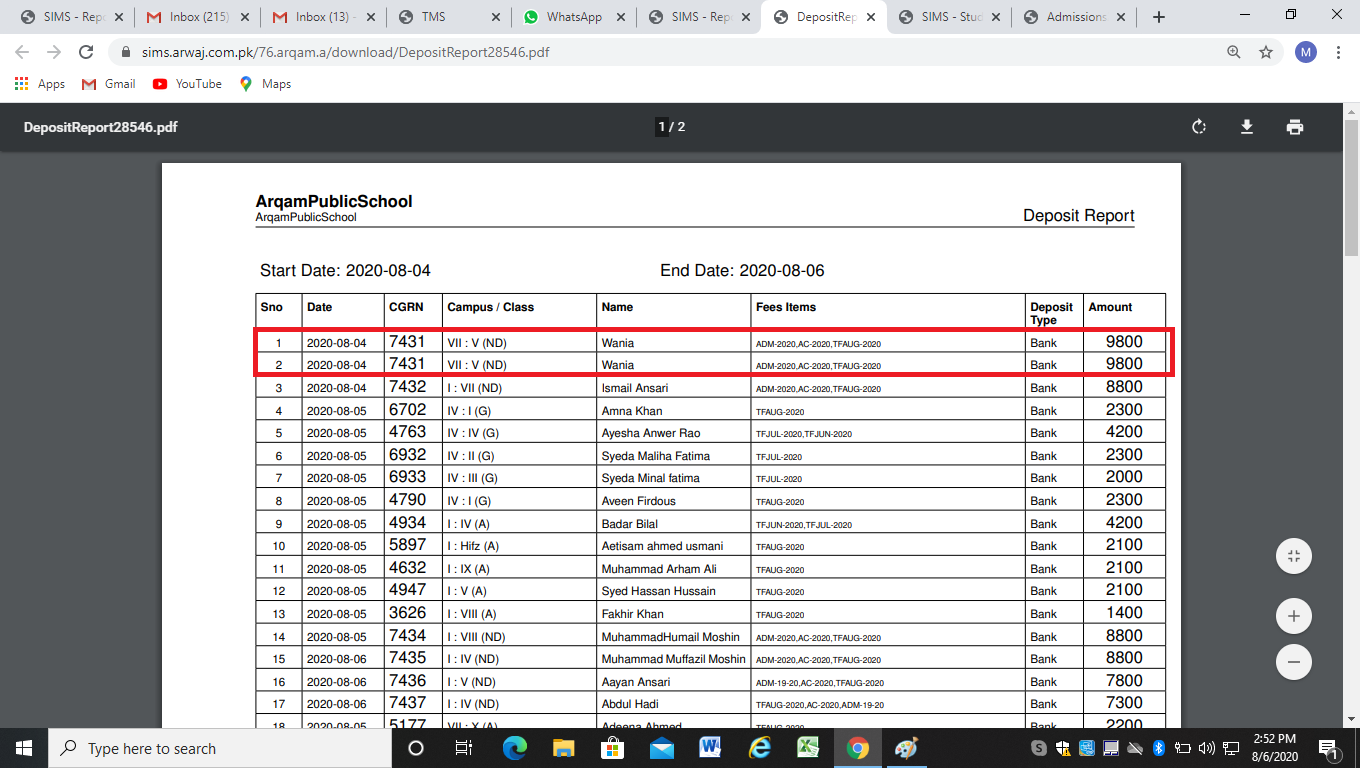 SIMS - Repo
Inbox (215)
Inbox (13) -
TMS
WhatsApp
SIMS - Repo
DepositRep
SIMS - Stud
Admissions
sims.arwaj.com.pk/76.arqam.a/download/DepositReport28546.pdf
M
Apps Gmail YouTube Maps
DepositReport28546.pdf 1 / 2
ArqamPublicSchool
ArqamPublicSchool
Deposit Report
Start Date: 2020-08-04 End Date: 2020-08-06
Sno Date CGRN Campus / Class Name Fees Items Deposit Type Amount
1 2020-08-04 7431 VII : V (ND) Wania ADM-2020,AC-2020,TFAUG-2020 Bank 9800
2 2020-08-04 7431 VII : V (ND) Wania ADM-2020,AC-2020,TFAUG-2020 Bank 9800
3 2020-08-04 7432 I : VII (ND) Ismail Ansari ADM-2020,AC-2020,TFAUG-2020 Bank 8800
4 2020-08-05 6702 IV : I (G) Amna Khan TFAUG-2020 Bank 2300
5 2020-08-05 4763 IV : IV (G) Ayesha Anwer Rao TFJUL-2020,TFJUN-2020 Bank 4200
6 2020-08-05 6932 IV : II (G) Syeda Maliha Fatima TFJUL-2020 Bank 2300
7 2020-08-05 6933 IV : III (G) Syeda Minal fatima TFJUL-2020 Bank 2000
8 2020-08-05 4790 IV : I (G) Aveen Firdous TFAUG-2020 Bank 2300
9 2020-08-05 4934 I : IV (A) Badar Bilal TFJUN-2020,TFJUL-2020 Bank 4200
10 2020-08-05 5897 I : Hifz (A) Aetisam ahmed usmani TFAUG-2020 Bank 2100
11 2020-08-05 4632 I : IX (A) Muhammad Arham Ali TFAUG-2020 Bank 2100
12 2020-08-05 4947 I : V (A) Syed Hassan Hussain TFAUG-2020 Bank 2100
13 2020-08-05 3626 I : VIII (A) Fakhir Khan TFAUG-2020 Bank 1400
14 2020-08-05 7434 I : VIII (ND) MuhammadHumail Moshin ADM-2020,AC-2020,TFAUG-2020 Bank 8800
15 2020-08-06 7435 I : IV (ND) Muhammad Muffazil Moshin ADM-2020,AC-2020,TFAUG-2020 Bank 8800
16 2020-08-06 7436 I : V (ND) Aayan Ansari ADM-19-20,AC-2020,TFAUG-2020 Bank 7800
17 2020-08-06 7437 I : IV (ND) Abdul Hadi TFAUG-2020,AC-2020,ADM-19-20 Bank 7300
18 2020-08-06 5177 VII : X (A) Adeena Ahmed TFAUG-2020 Bank 2200
Type here to search
2:52 PM
8/6/2020
1